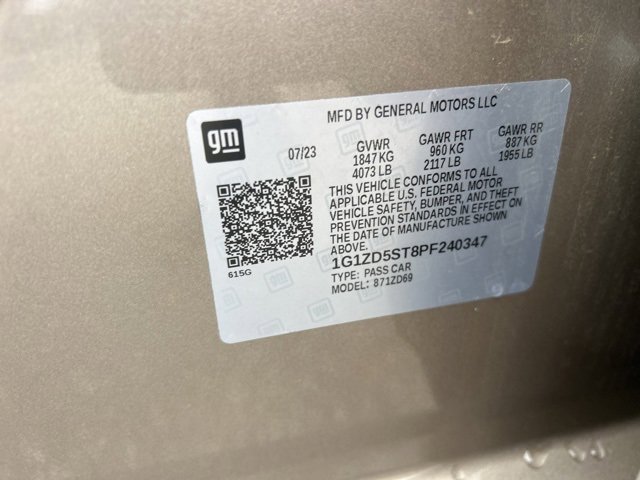 MFD BY GENERAL MOTORS LLC
gm
07/23
GVWR
1847 KG
4073 LB
GAWR FRT
960 KG
2117 LB
GAWR RR
887 KG
1955 LB
THIS VEHICLE CONFORMS TO ALL
APPLICABLE U.S. FEDERAL MOTOR
VEHICLE SAFETY, BUMPER, AND THEFT
PREVENTION STANDARDS IN EFFECT ON
THE DATE OF MANUFACTURE SHOWN
ABOVE.
1G1ZD5ST8PF240347
TYPE: PASS CAR
MODEL: 871ZD69
615G